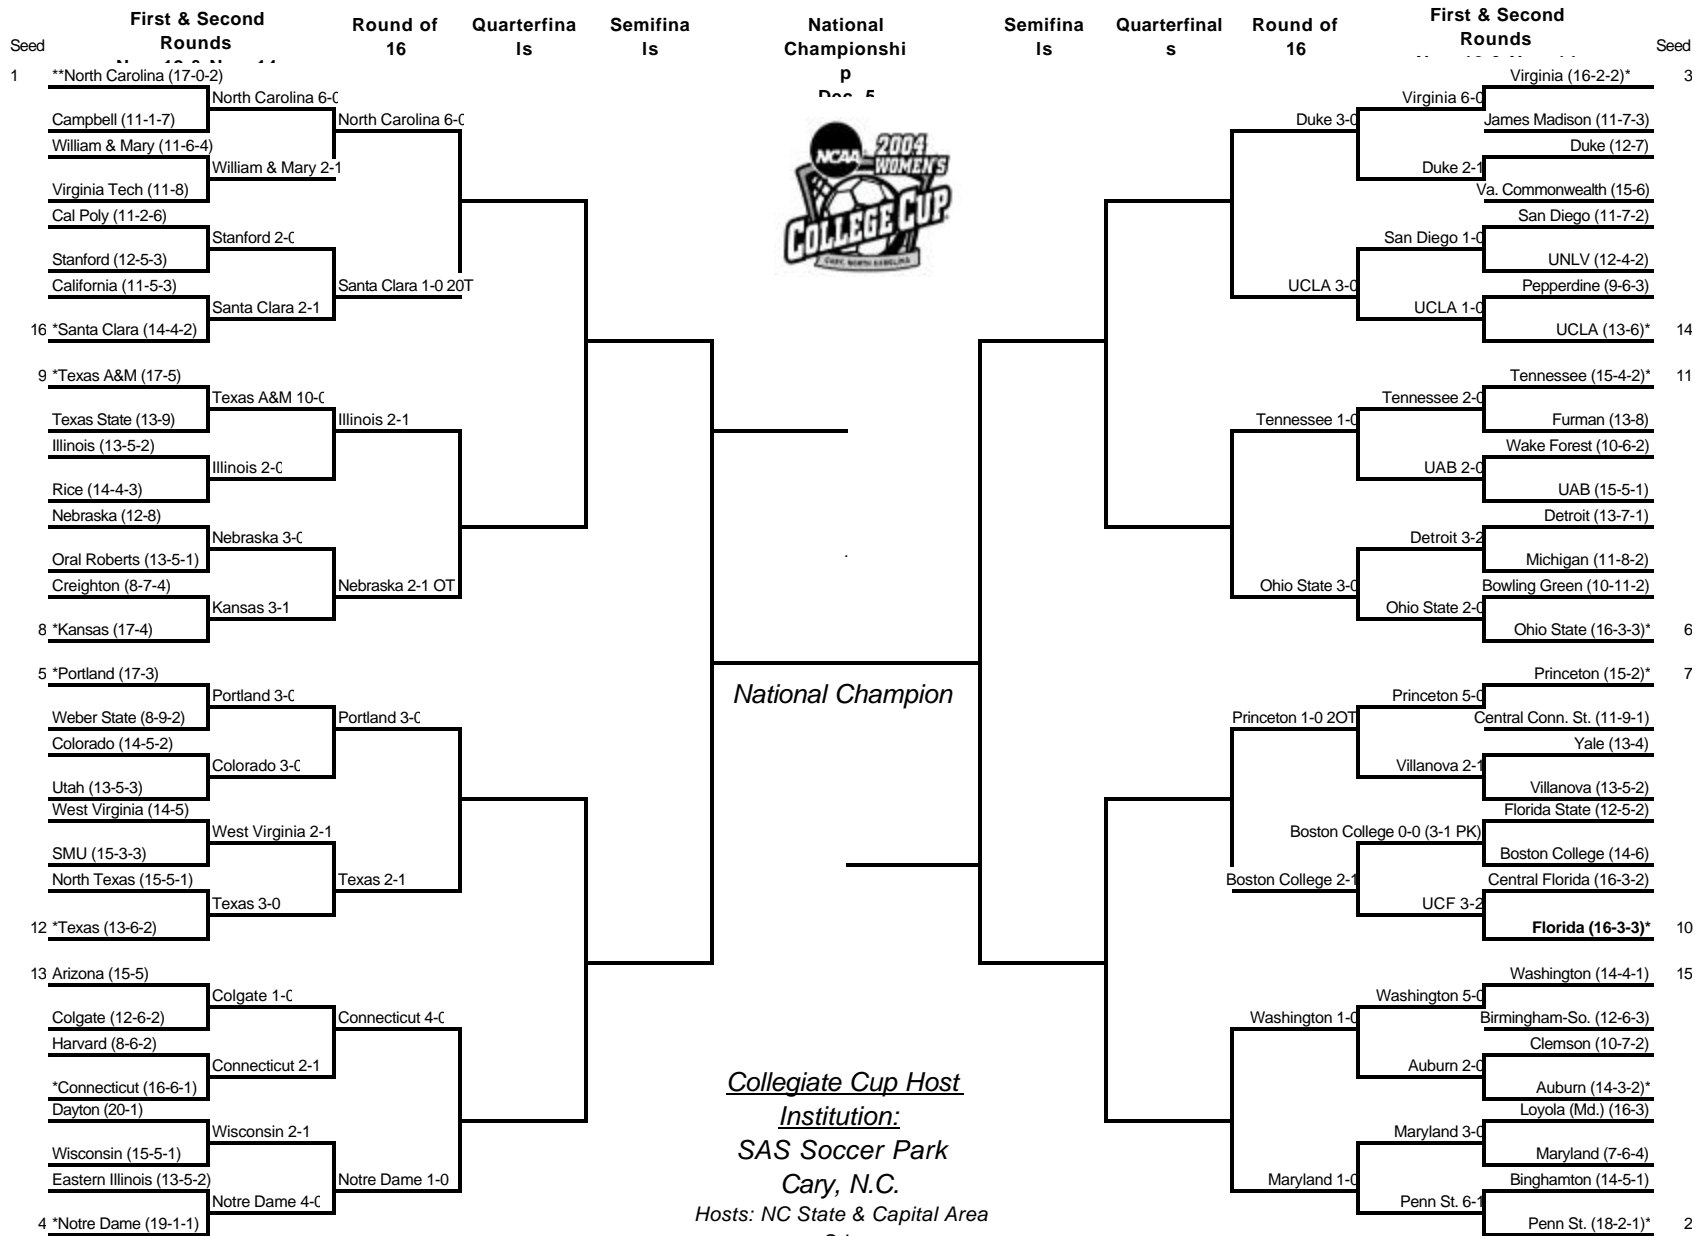 First & Second
Rounds
Round of
16
Quarterfina
ls
Semifina
ls
National
Championshi
p
Dec. 5
Semifina
ls
Quarterfinal
s
Round of
16
First & Second
Rounds
Seed
Seed
1 **North Carolina (17-0-2)
North Carolina 6-0
Campbell (11-1-7)
North Carolina 6-0
William & Mary (11-6-4)
William & Mary 2-1
Virginia Tech (11-8)
Cal Poly (11-2-6)
Stanford 2-0
Stanford (12-5-3)
California (11-5-3)
Santa Clara 1-0 2OT
Santa Clara 2-1
16 *Santa Clara (14-4-2)
9 *Texas A&M (17-5)
Texas A&M 10-0
Texas State (13-9)
Illinois 2-1
Illinois (13-5-2)
Illinois 2-0
Rice (14-4-3)
Nebraska (12-8)
Nebraska 3-0
Oral Roberts (13-5-1)
Creighton (8-7-4)
Nebraska 2-1 OT
Kansas 3-1
8 *Kansas (17-4)
5 *Portland (17-3)
Portland 3-0
Weber State (8-9-2)
Portland 3-0
Colorado (14-5-2)
Colorado 3-0
Utah (13-5-3)
West Virginia (14-5)
West Virginia 2-1
SMU (15-3-3)
North Texas (15-5-1)
Texas 2-1
Texas 3-0
12 *Texas (13-6-2)
13 Arizona (15-5)
Colgate 1-0
Colgate (12-6-2)
Connecticut 4-0
Harvard (8-6-2)
Connecticut 2-1
*Connecticut (16-6-1)
Dayton (20-1)
Wisconsin 2-1
Wisconsin (15-5-1)
Eastern Illinois (13-5-2)
Notre Dame 1-0
Notre Dame 4-0
4 *Notre Dame (19-1-1)
NCAA
2004
WOMEN'S
COLLEGE CUP
CARY, NORTH CAROLINA
National Champion
Collegiate Cup Host
Institution:
SAS Soccer Park
Cary, N.C.
Hosts: NC State & Capital Area
Virginia (16-2-2)* 3
Virginia 6-0
Duke 3-0
James Madison (11-7-3)
Duke (12-7)
Duke 2-1
Va. Commonwealth (15-6)
San Diego (11-7-2)
San Diego 1-0
UNLV (12-4-2)
UCLA 3-0
Pepperdine (9-6-3)
UCLA 1-0
UCLA (13-6)* 14
Tennessee (15-4-2)* 11
Tennessee 2-0
Tennessee 1-0
Furman (13-8)
Wake Forest (10-6-2)
UAB 2-0
UAB (15-5-1)
Detroit (13-7-1)
Detroit 3-2
Michigan (11-8-2)
Ohio State 3-0
Bowling Green (10-11-2)
Ohio State 2-0
Ohio State (16-3-3)* 6
Princeton (15-2)* 7
Princeton 5-0
Princeton 1-0 2OT
Central Conn. St. (11-9-1)
Yale (13-4)
Villanova 2-1
Villanova (13-5-2)
Florida State (12-5-2)
Boston College 0-0 (3-1 PK)
Boston College (14-6)
Boston College 2-1
Central Florida (16-3-2)
UCF 3-2
Florida (16-3-3)* 10
Washington (14-4-1) 15
Washington 5-0
Washington 1-0
Birmingham-So. (12-6-3)
Clemson (10-7-2)
Auburn 2-0
Auburn (14-3-2)*
Loyola (Md.) (16-3)
Maryland 3-0
Maryland (7-6-4)
Maryland 1-0
Binghamton (14-5-1)
Penn St. 6-1
Penn St. (18-2-1)* 2